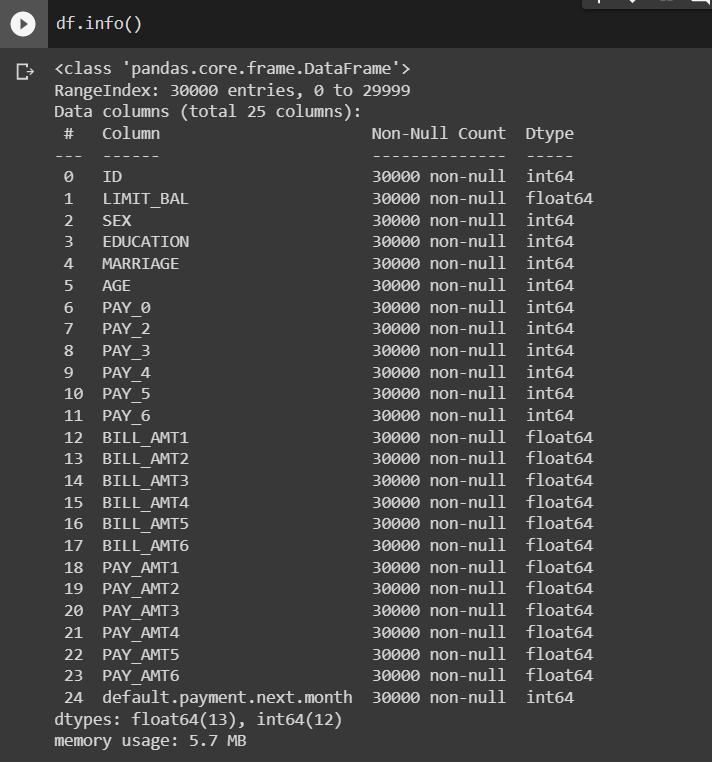 df.info()
<class 'pandas.core.frame.DataFrame'>
RangeIndex: 30000 entries, 0 to 29999
Data columns (total 25 columns):
 #   Column                      Non-Null Count  Dtype
---  ------                      --------------  -----
 0   ID                          30000 non-null  int64
 1   LIMIT_BAL                   30000 non-null  float64
 2   SEX                         30000 non-null  int64
 3   EDUCATION                   30000 non-null  int64
 4   MARRIAGE                    30000 non-null  int64
 5   AGE                         30000 non-null  int64
 6   PAY_0                       30000 non-null  int64
 7   PAY_2                       30000 non-null  int64
 8   PAY_3                       30000 non-null  int64
 9   PAY_4                       30000 non-null  int64
 10  PAY_5                       30000 non-null  int64
 11  PAY_6                       30000 non-null  int64
 12  BILL_AMT1                   30000 non-null  float64
 13  BILL_AMT2                   30000 non-null  float64
 14  BILL_AMT3                   30000 non-null  float64
 15  BILL_AMT4                   30000 non-null  float64
 16  BILL_AMT5                   30000 non-null  float64
 17  BILL_AMT6                   30000 non-null  float64
 18  PAY_AMT1                    30000 non-null  float64
 19  PAY_AMT2                    30000 non-null  float64
 20  PAY_AMT3                    30000 non-null  float64
 21  PAY_AMT4                    30000 non-null  float64
 22  PAY_AMT5                    30000 non-null  float64
 23  PAY_AMT6                    30000 non-null  float64
 24  default.payment.next.month  30000 non-null  int64
dtypes: float64(13), int64(12)
memory usage: 5.7 MB